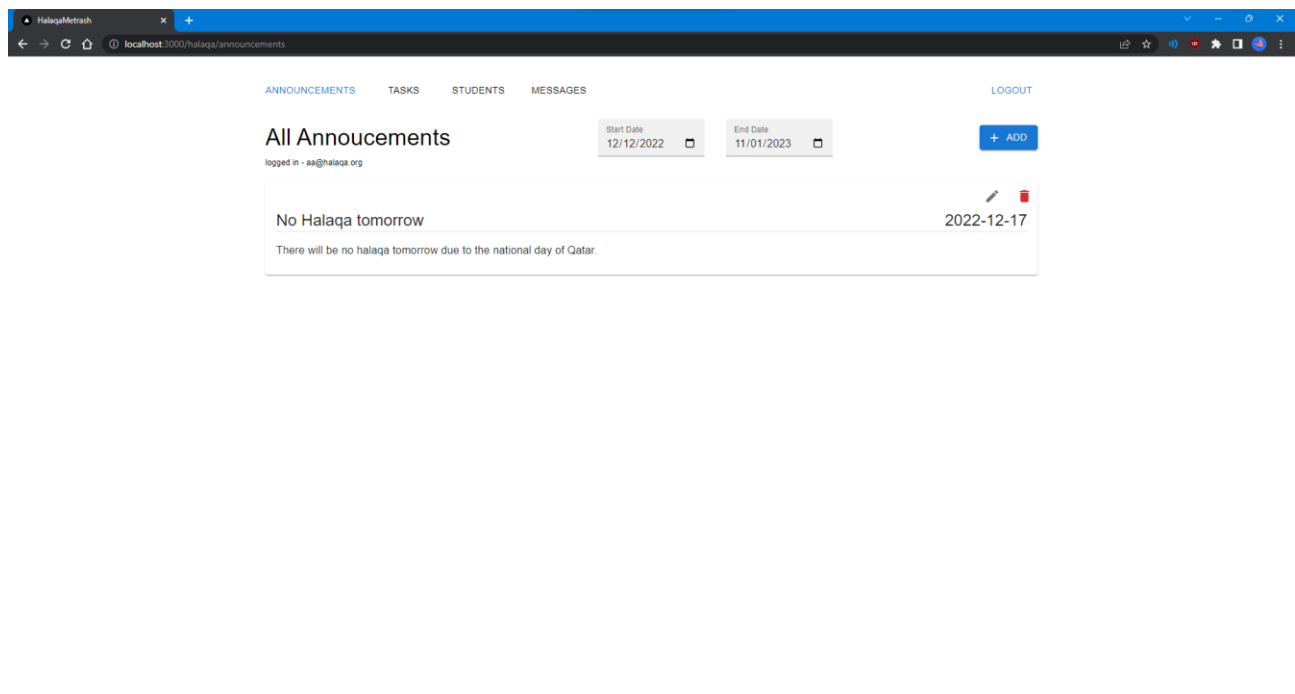 HalaqaMetrash
localhost:3000/halaqa/announcements
ANNOUNCEMENTS TASKS STUDENTS MESSAGES LOGOUT
All Annoucements
Start Date
12/12/2022
End Date
11/01/2023
+ ADD
logged in - aa@halaqa.org
No Halaqa tomorrow
2022-12-17
There will be no halaqa tomorrow due to the national day of Qatar.